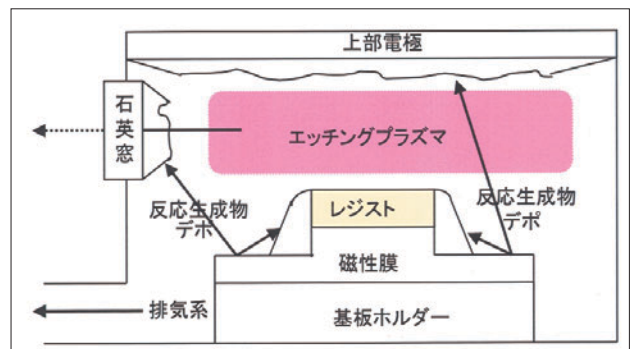 上部電極
石英窓
エッチングプラズマ
反応生成物
デポ
レジスト
反応生成物
デポ
磁性膜
排気系
基板ホルダー